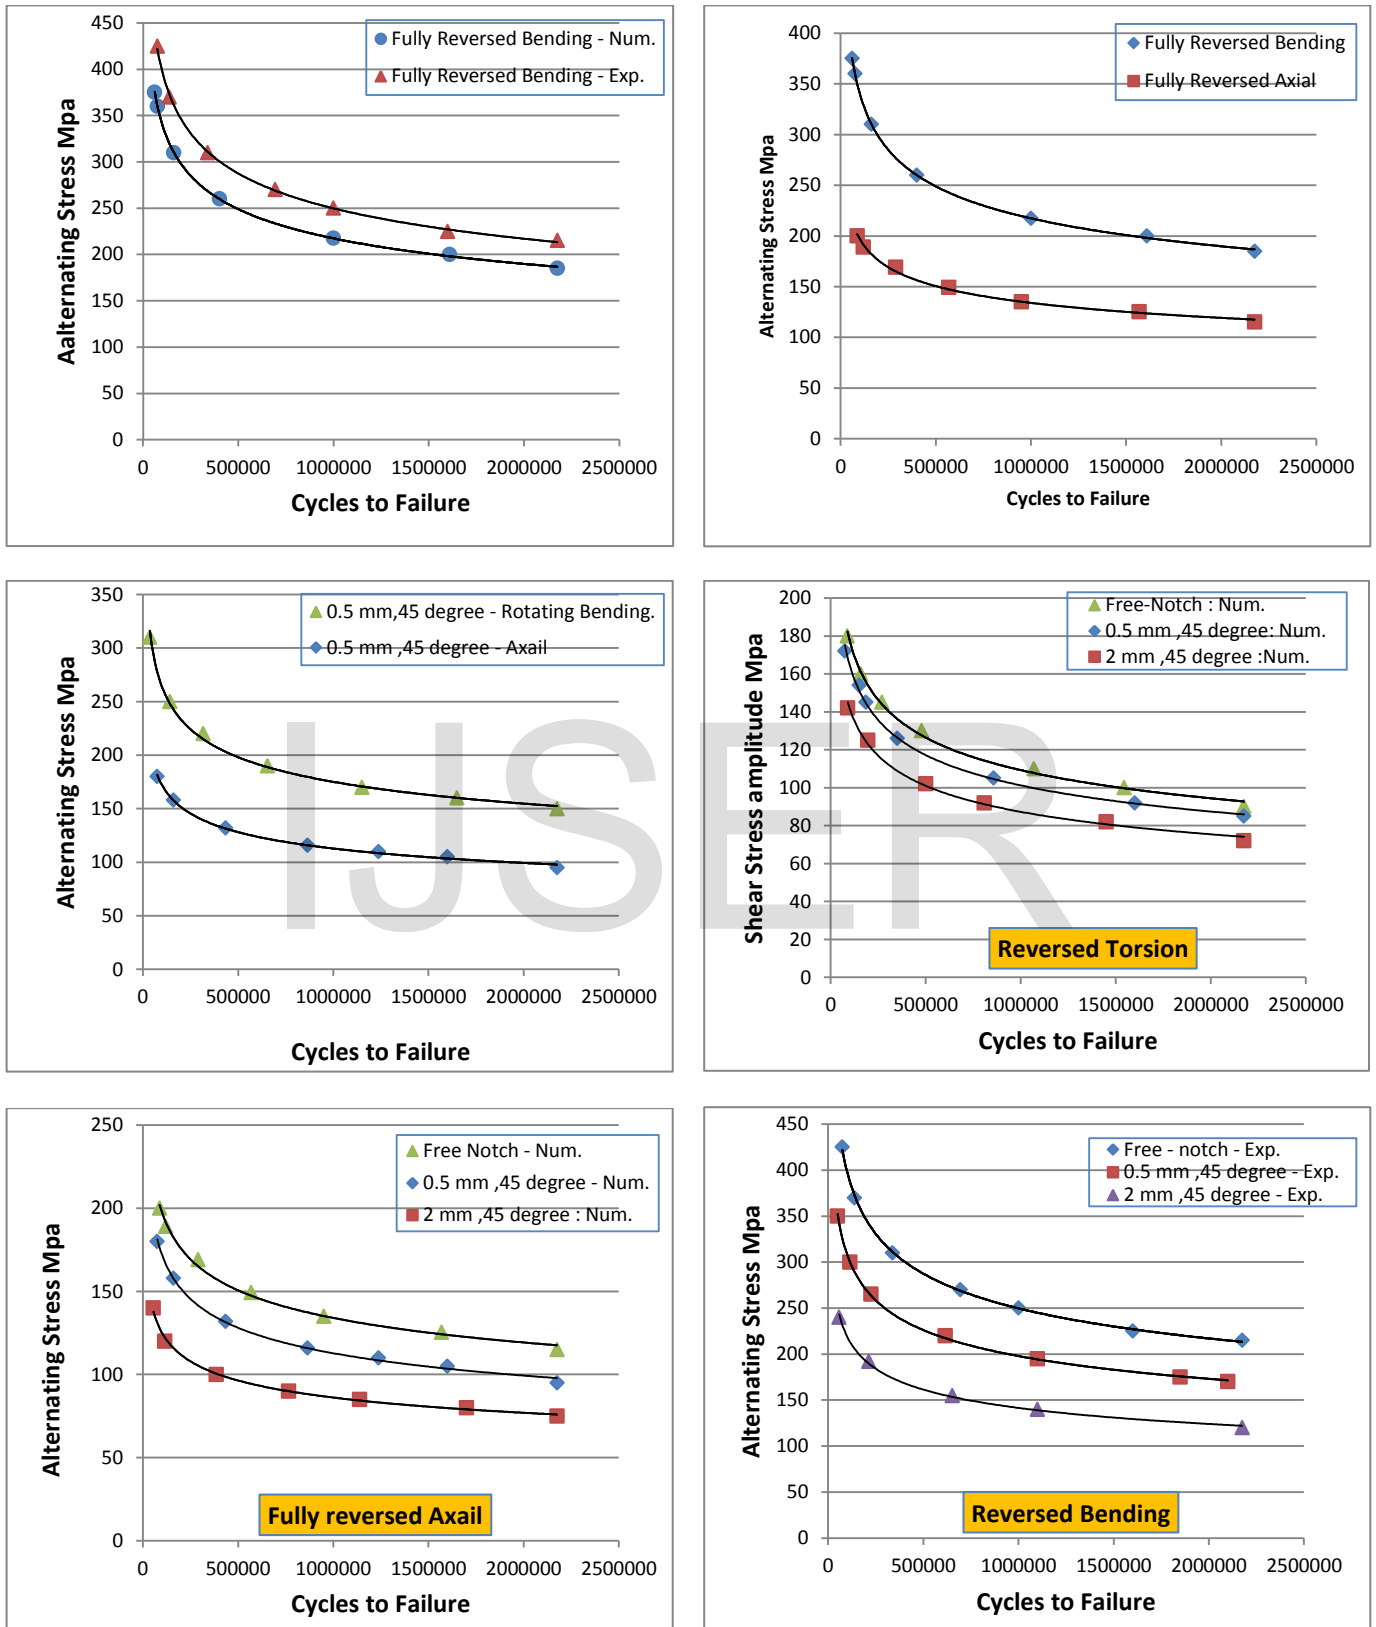 450
400
350
300
250
200
150
100
50
0
Aalternating Stress Mpa
Fully Reversed Bending - Num.
Fully Reversed Bending - Exp.
0 500000 1000000 1500000 2000000 2500000
Cycles to Failure
400
350
300
250
200
150
100
50
0
Alternating Stress Mpa
Fully Reversed Bending
Fully Reversed Axial
0 500000 1000000 1500000 2000000 2500000
Cycles to Failure
350
300
250
200
150
100
50
0
Alternating Stress Mpa
0.5 mm,45 degree - Rotating Bending.
0.5 mm ,45 degree - Axail
0 500000 1000000 1500000 2000000 2500000
Cycles to Failure
200
180
160
140
120
100
80
60
40
20
0
Shear Stress amplitude Mpa
Free-Notch : Num.
0.5 mm ,45 degree: Num.
2 mm ,45 degree :Num.
Reversed Torsion
0 500000 1000000 1500000 2000000 2500000
Cycles to Failure
IJSER
250
200
150
100
50
0
Alternating Stress Mpa
Free Notch - Num.
0.5 mm ,45 degree - Num.
2 mm ,45 degree : Num.
Fully reversed Axail
0 500000 1000000 1500000 2000000 2500000
Cycles to Failure
450
400
350
300
250
200
150
100
50
0
Alternating Stress Mpa
Free - notch - Exp.
0.5 mm ,45 degree - Exp.
2 mm ,45 degree - Exp.
Reversed Bending
0 500000 1000000 1500000 2000000 2500000
Cycles to Failure